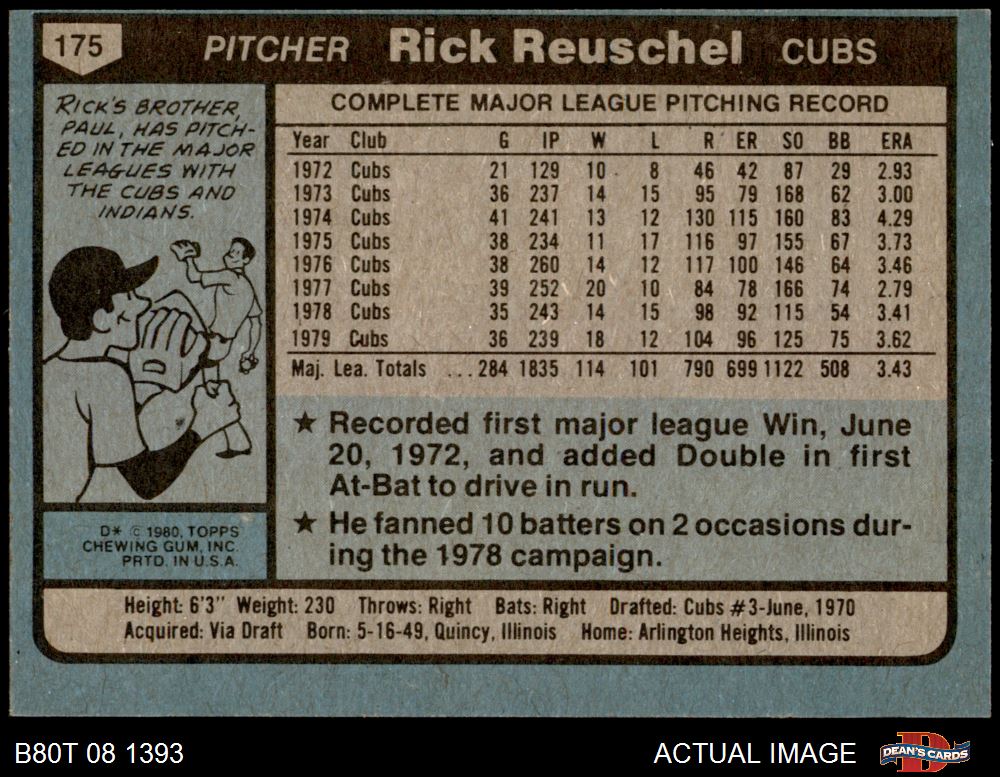 175 PITCHER Rick Reuschel CUBS
RICK'S BROTHER,
PAUL, HAS PITCH-
ED IN THE MAJOR
LEAGUES WITH
THE CUBS AND
INDIANS.
D* © 1980, TOPPS
CHEWING GUM, INC.
PRTD. IN U.S.A.
COMPLETE MAJOR LEAGUE PITCHING RECORD
Year Club G IP W L R ER SO BB ERA
1972 Cubs 21 129 10 8 46 42 87 29 2.93
1973 Cubs 36 237 14 15 95 79 168 62 3.00
1974 Cubs 41 241 13 12 130 115 160 83 4.29
1975 Cubs 38 234 11 17 116 97 155 67 3.73
1976 Cubs 38 260 14 12 117 100 146 64 3.46
1977 Cubs 39 252 20 10 84 78 166 74 2.79
1978 Cubs 35 243 14 15 98 92 115 54 3.41
1979 Cubs 36 239 18 12 104 96 125 75 3.62
Maj. Lea. Totals ...284 1835 114 101 790 699 1122 508 3.43
★ Recorded first major league Win, June
20, 1972, and added Double in first
At-Bat to drive in run.
★ He fanned 10 batters on 2 occasions dur-
ing the 1978 campaign.
Height: 6'3" Weight: 230 Throws: Right Bats: Right Drafted: Cubs #3-June, 1970
Acquired: Via Draft Born: 5-16-49, Quincy, Illinois Home: Arlington Heights, Illinois
B80T 08 1393 ACTUAL IMAGE D DEAN'S CARDS